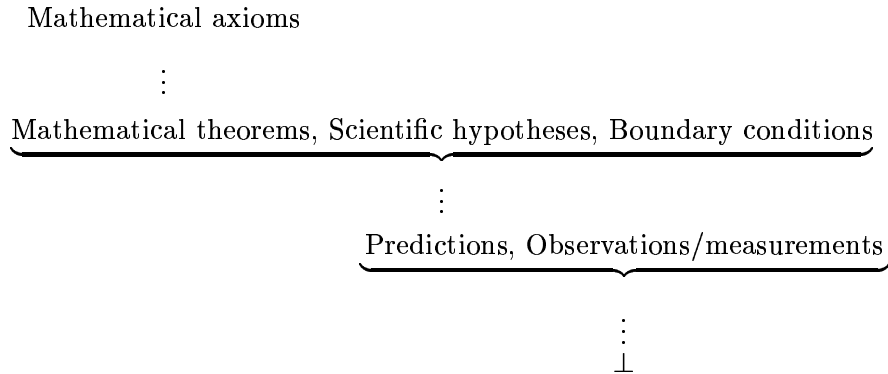 Mathematical axioms
⋮
Mathematical theorems, Scientific hypotheses, Boundary conditions
⋮
Predictions, Observations/measurements
⋮
⊥